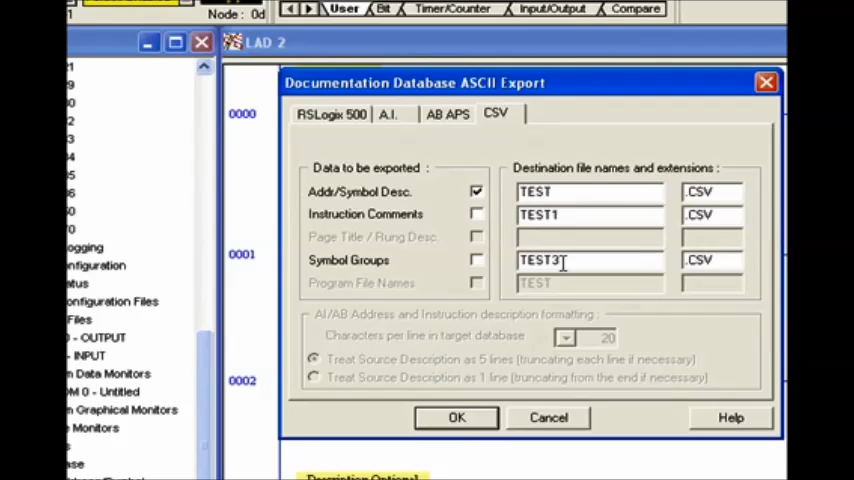 Node : 0d
User Bit Timer/Counter Input/Output Compare
LAD 2
Documentation Database ASCII Export
RSLogix 500 A.I. AB APS CSV
Data to be exported :
Destination file names and extensions :
Addr/Symbol Desc.
TEST .CSV
Instruction Comments
TEST1 .CSV
Page Title / Rung Desc.
Symbol Groups
TEST3 .CSV
Program File Names
TEST
AI/AB Address and Instruction description formatting :
Characters per line in target database
20
Treat Source Description as 5 lines (truncating each line if necessary)
Treat Source Description as 1 line (truncating from the end if necessary)
OK Cancel Help
0000
0001
0002
ogging
onfiguration
atus
onfiguration Files
Files
0 - OUTPUT
- INPUT
n Data Monitors
OM 0 - Untitled
n Graphical Monitors
e Monitors
ase